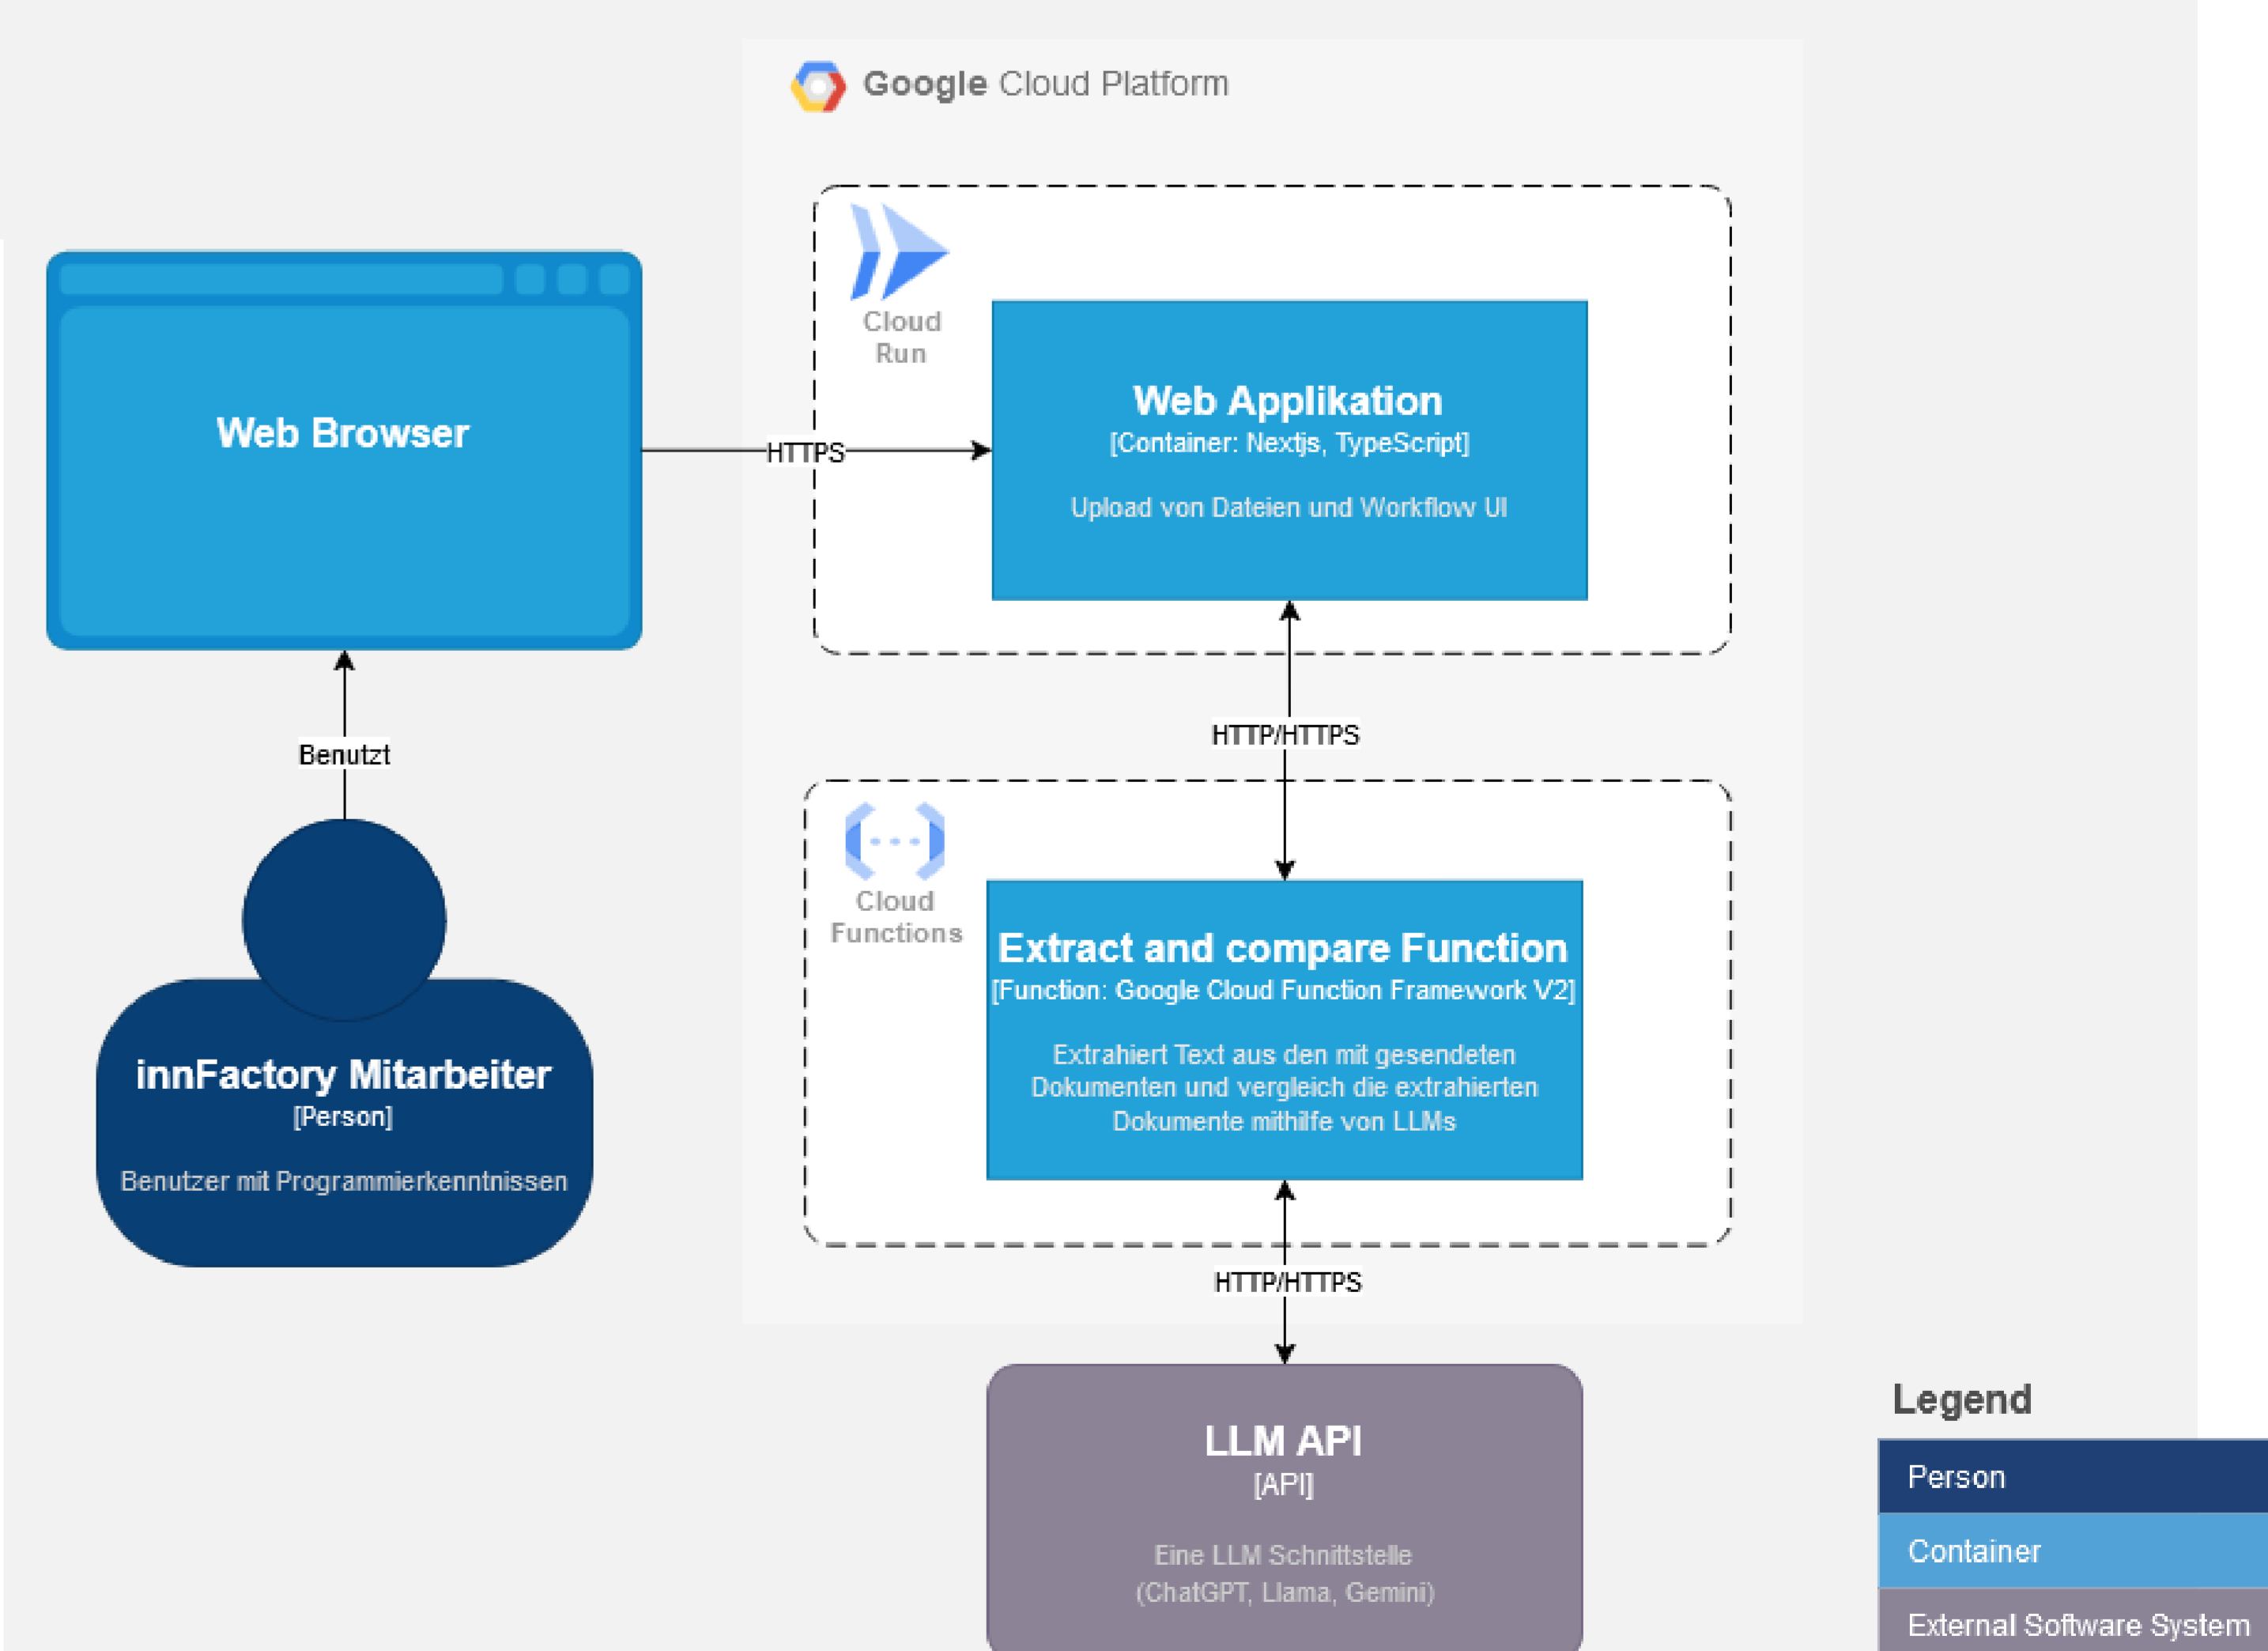 Google Cloud Platform
Cloud
Run
Web Browser
HTTPS
Web Applikation
[Container: Nextjs, TypeScript]
Upload von Dateien und Workflow UI
Benutzt
HTTP/HTTPS
innFactory Mitarbeiter
[Person]
Benutzer mit Programmierkenntnissen
Cloud
Functions
Extract and compare Function
[Function: Google Cloud Function Framework V2]
Extrahiert Text aus den mit gesendeten
Dokumenten und vergleich die extrahierten
Dokumente mithilfe von LLMs
HTTP/HTTPS
LLM API
[API]
Eine LLM Schnittstelle
(ChatGPT, Llama, Gemini)
Legend
Person
Container
External Software System